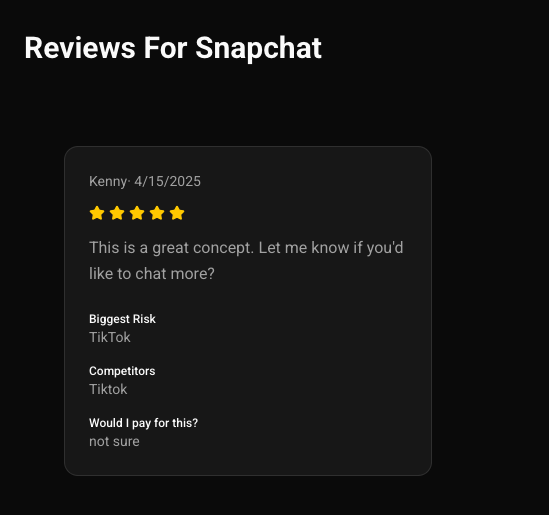 Reviews For Snapchat
Kenny· 4/15/2025
This is a great concept. Let me know if you'd
like to chat more?
Biggest Risk
TikTok
Competitors
Tiktok
Would I pay for this?
not sure